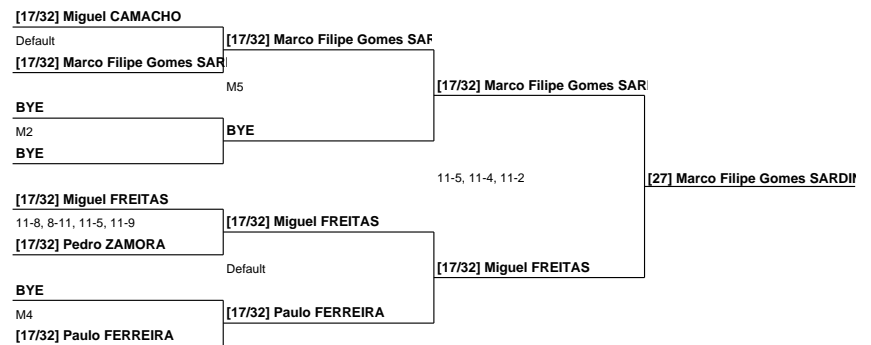 [17/32] Miguel CAMACHO
Default
[17/32] Marco Filipe Gomes SAR
[17/32] Marco Filipe Gomes SAR
M5
[17/32] Marco Filipe Gomes SAR
BYE
M2
BYE
BYE
11-5, 11-4, 11-2
[27] Marco Filipe Gomes SARDIN
[17/32] Miguel FREITAS
11-8, 8-11, 11-5, 11-9
[17/32] Miguel FREITAS
[17/32] Pedro ZAMORA
Default
[17/32] Miguel FREITAS
BYE
M4
[17/32] Paulo FERREIRA
[17/32] Paulo FERREIRA